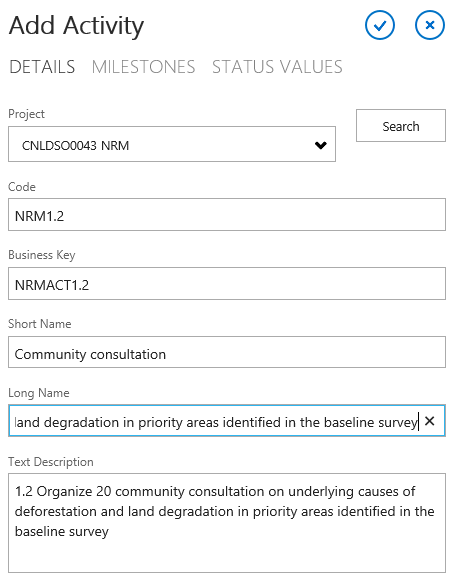 Add Activity
DETAILS MILESTONES STATUS VALUES
Project
CNLDSO0043 NRM
Search
Code
NRM1.2
Business Key
NRMACT1.2
Short Name
Community consultation
Long Name
land degradation in priority areas identified in the baseline survey
Text Description
1.2 Organize 20 community consultation on underlying causes of
deforestation and land degradation in priority areas identified in the
baseline survey